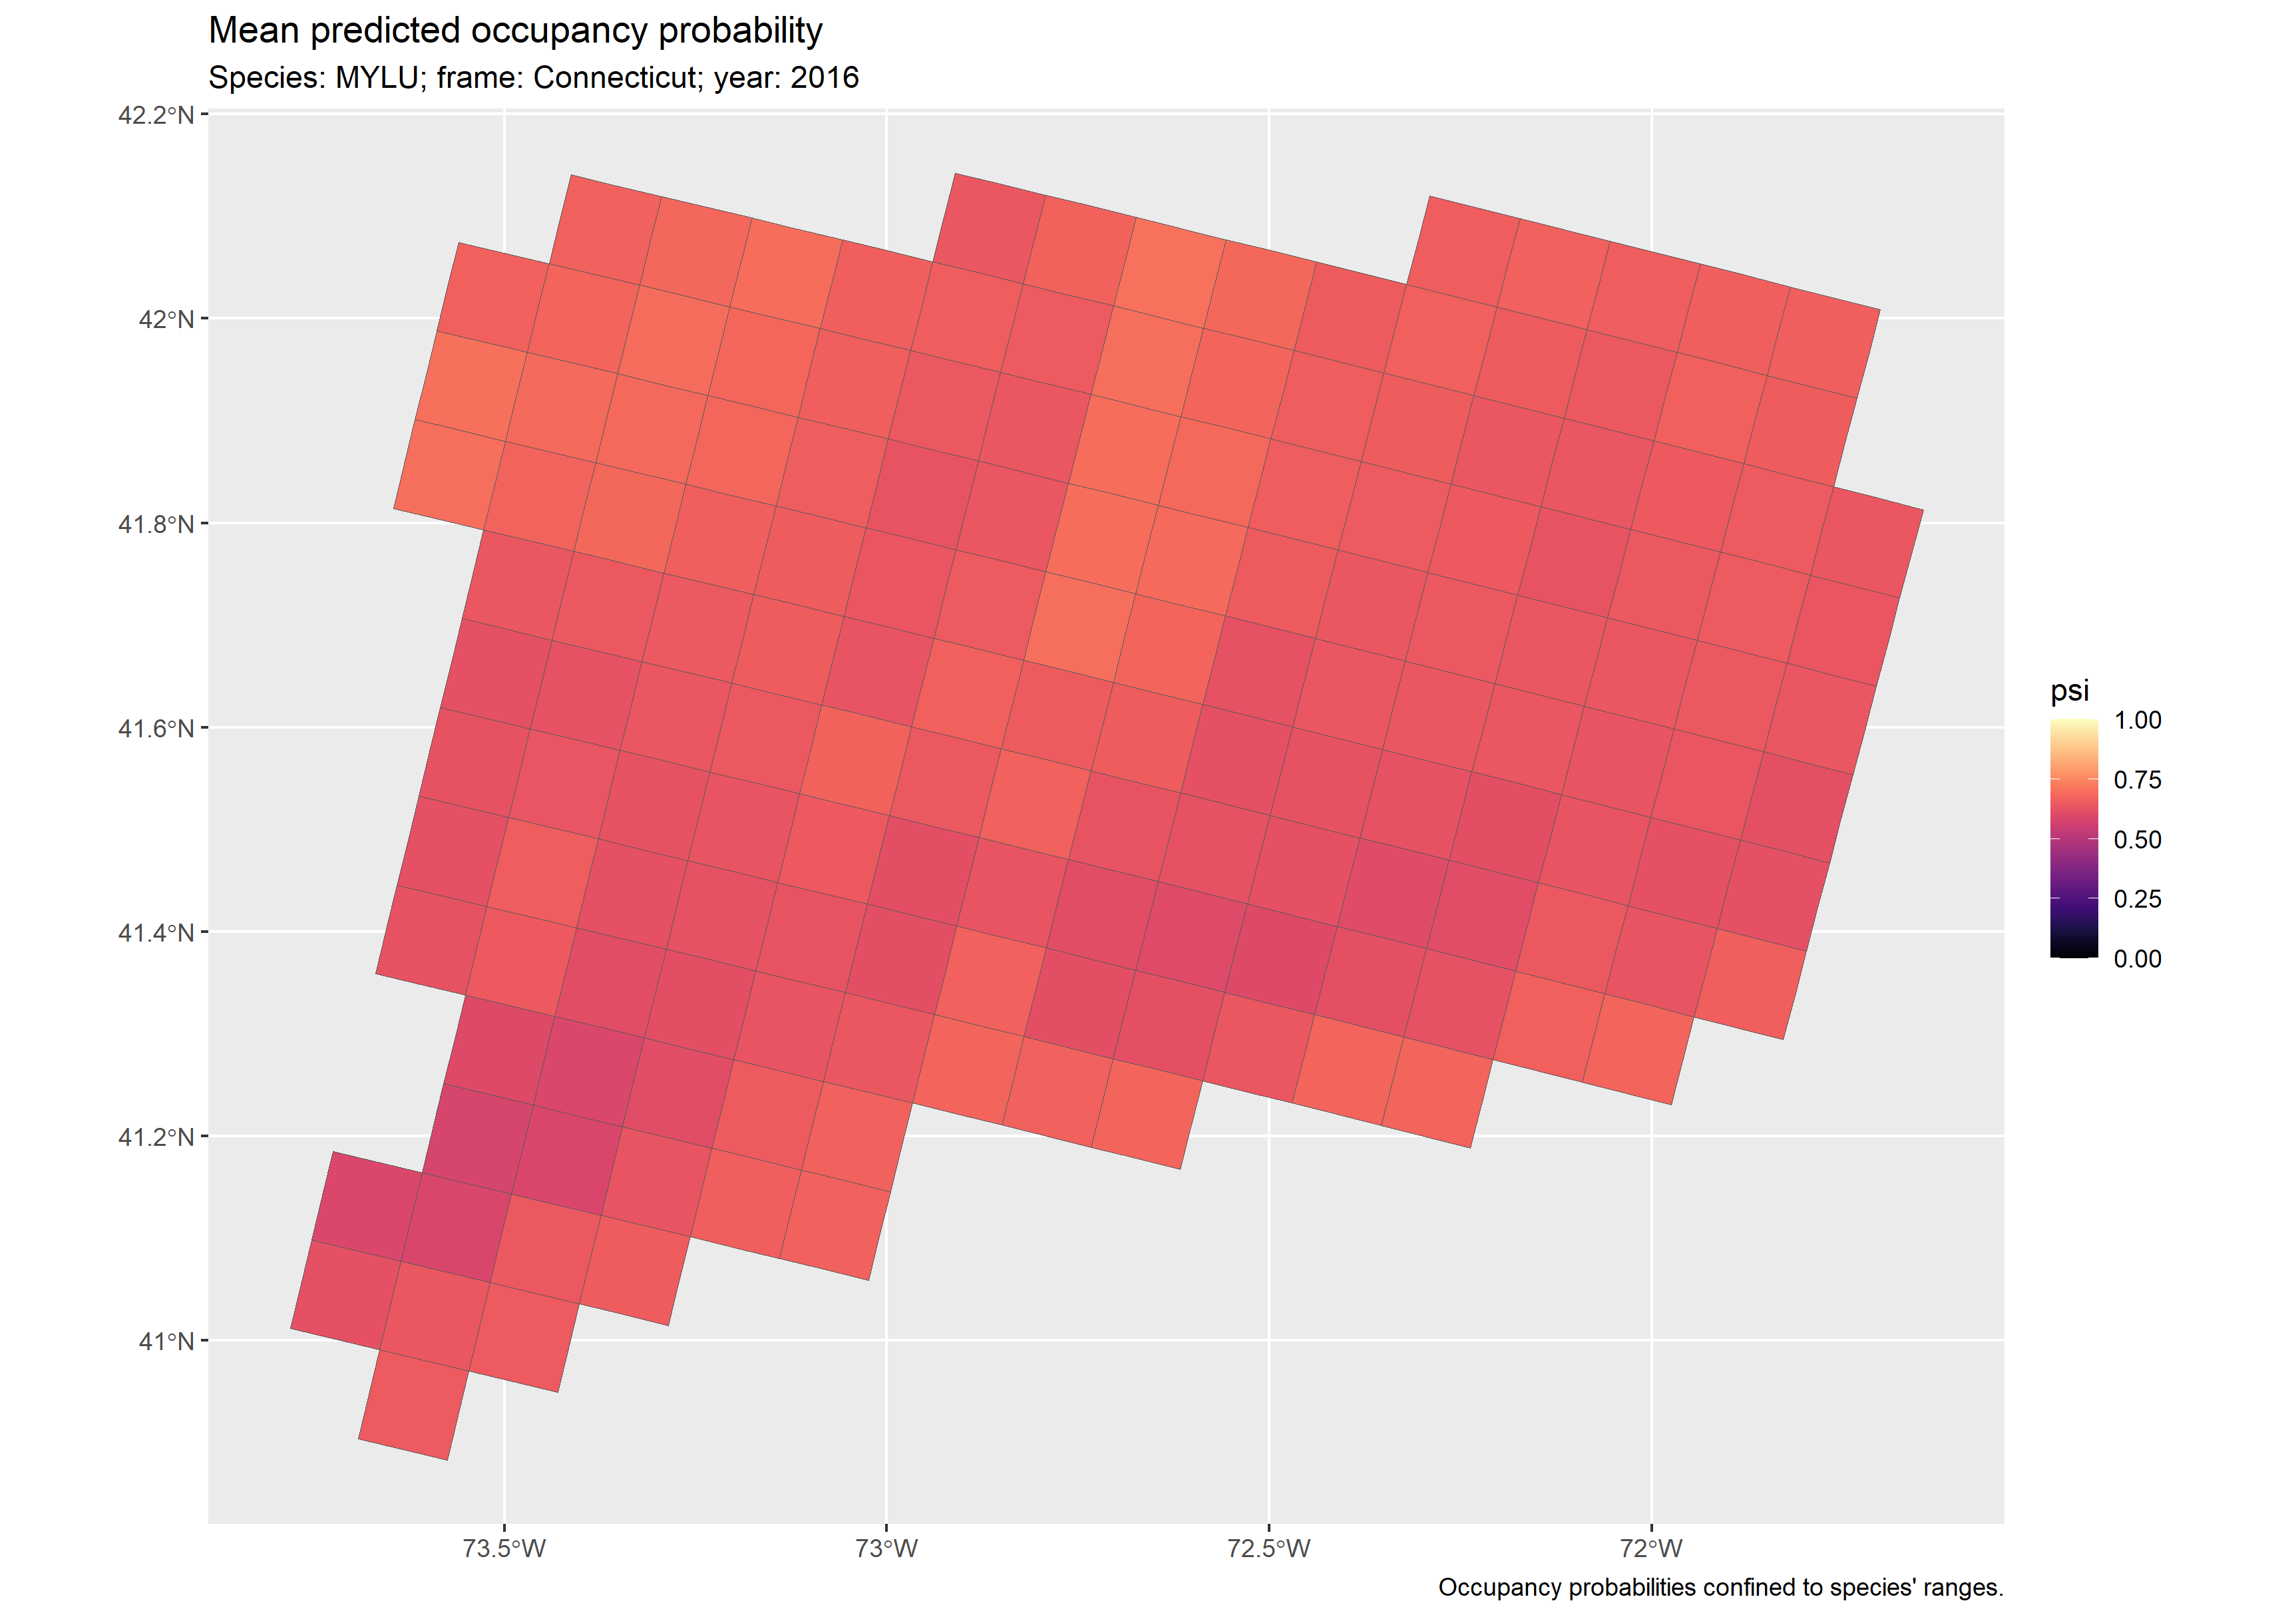 Mean predicted occupancy probability
Species: MYLU; frame: Connecticut; year: 2016
42.2°N
42°N
41.8°N
41.6°N
41.4°N
41.2°N
41°N
73.5°W
73°W
72.5°W
72°W
psi
1.00
0.75
0.50
0.25
0.00
Occupancy probabilities confined to species' ranges.